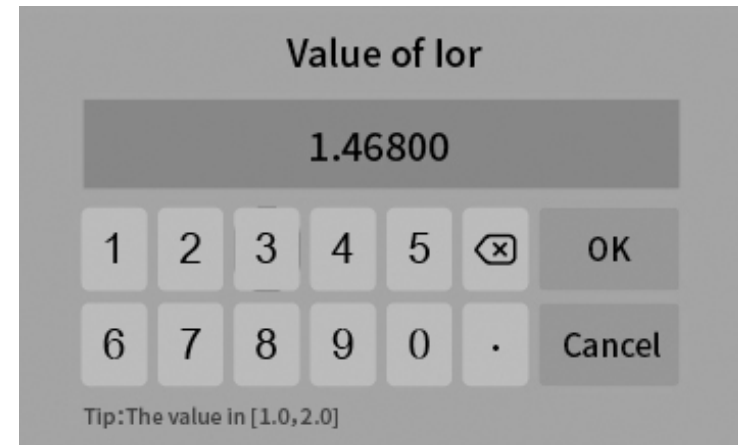 Value of Ior
1.46800
1 2 3 4 5 OK
6 7 8 9 0 . Cancel
Tip:The value in [1.0,2.0]